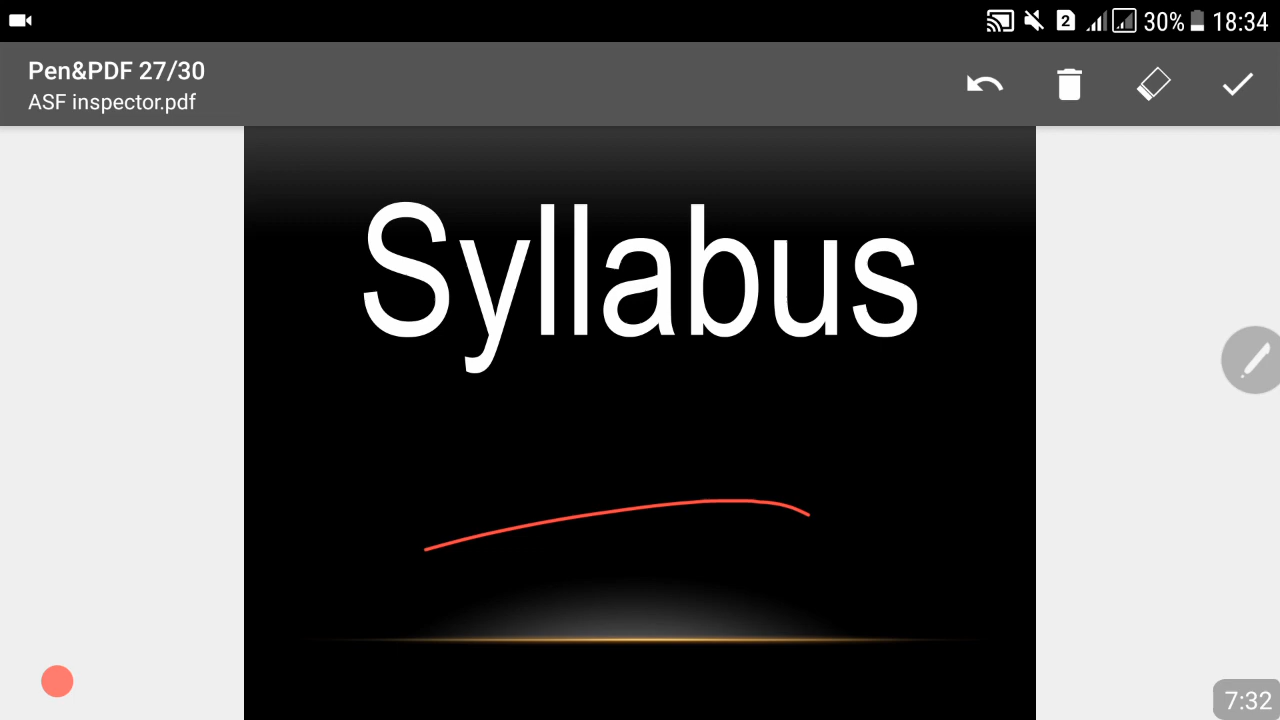 2 30% 18:34
Pen&PDF 27/30
ASF inspector.pdf
Syllabus
7:32